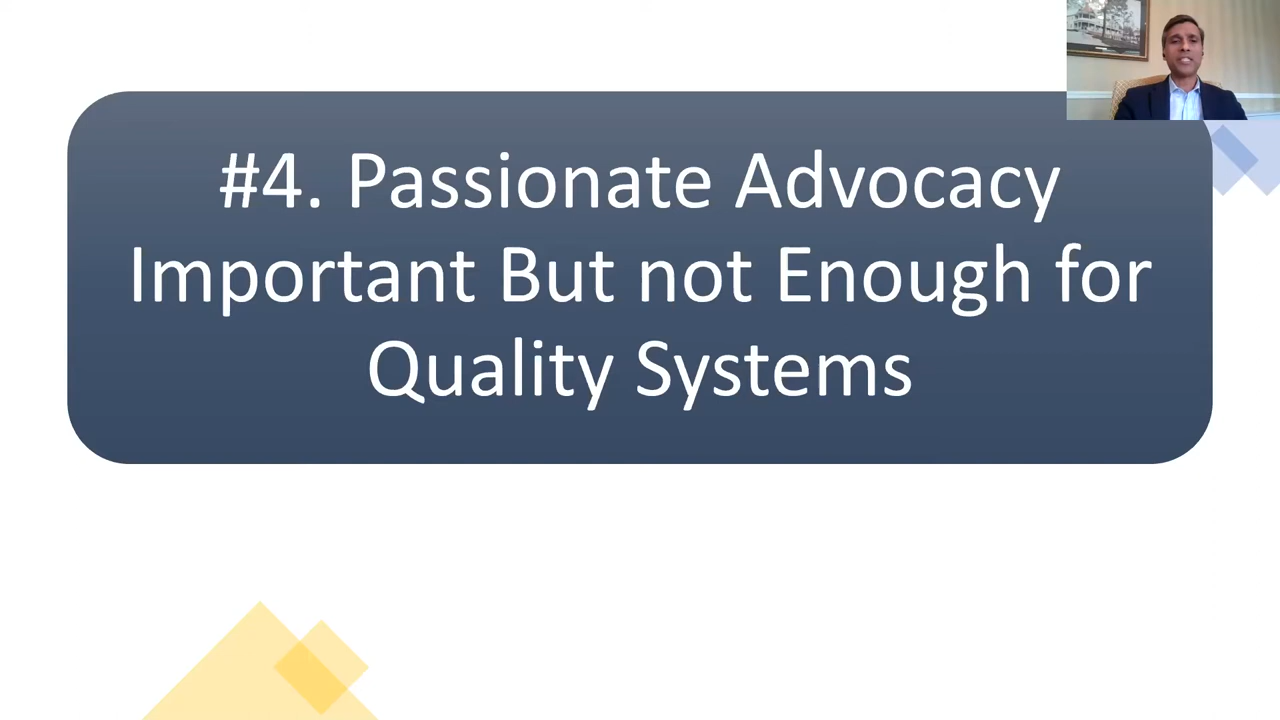 #4. Passionate Advocacy
Important But not Enough for
Quality Systems